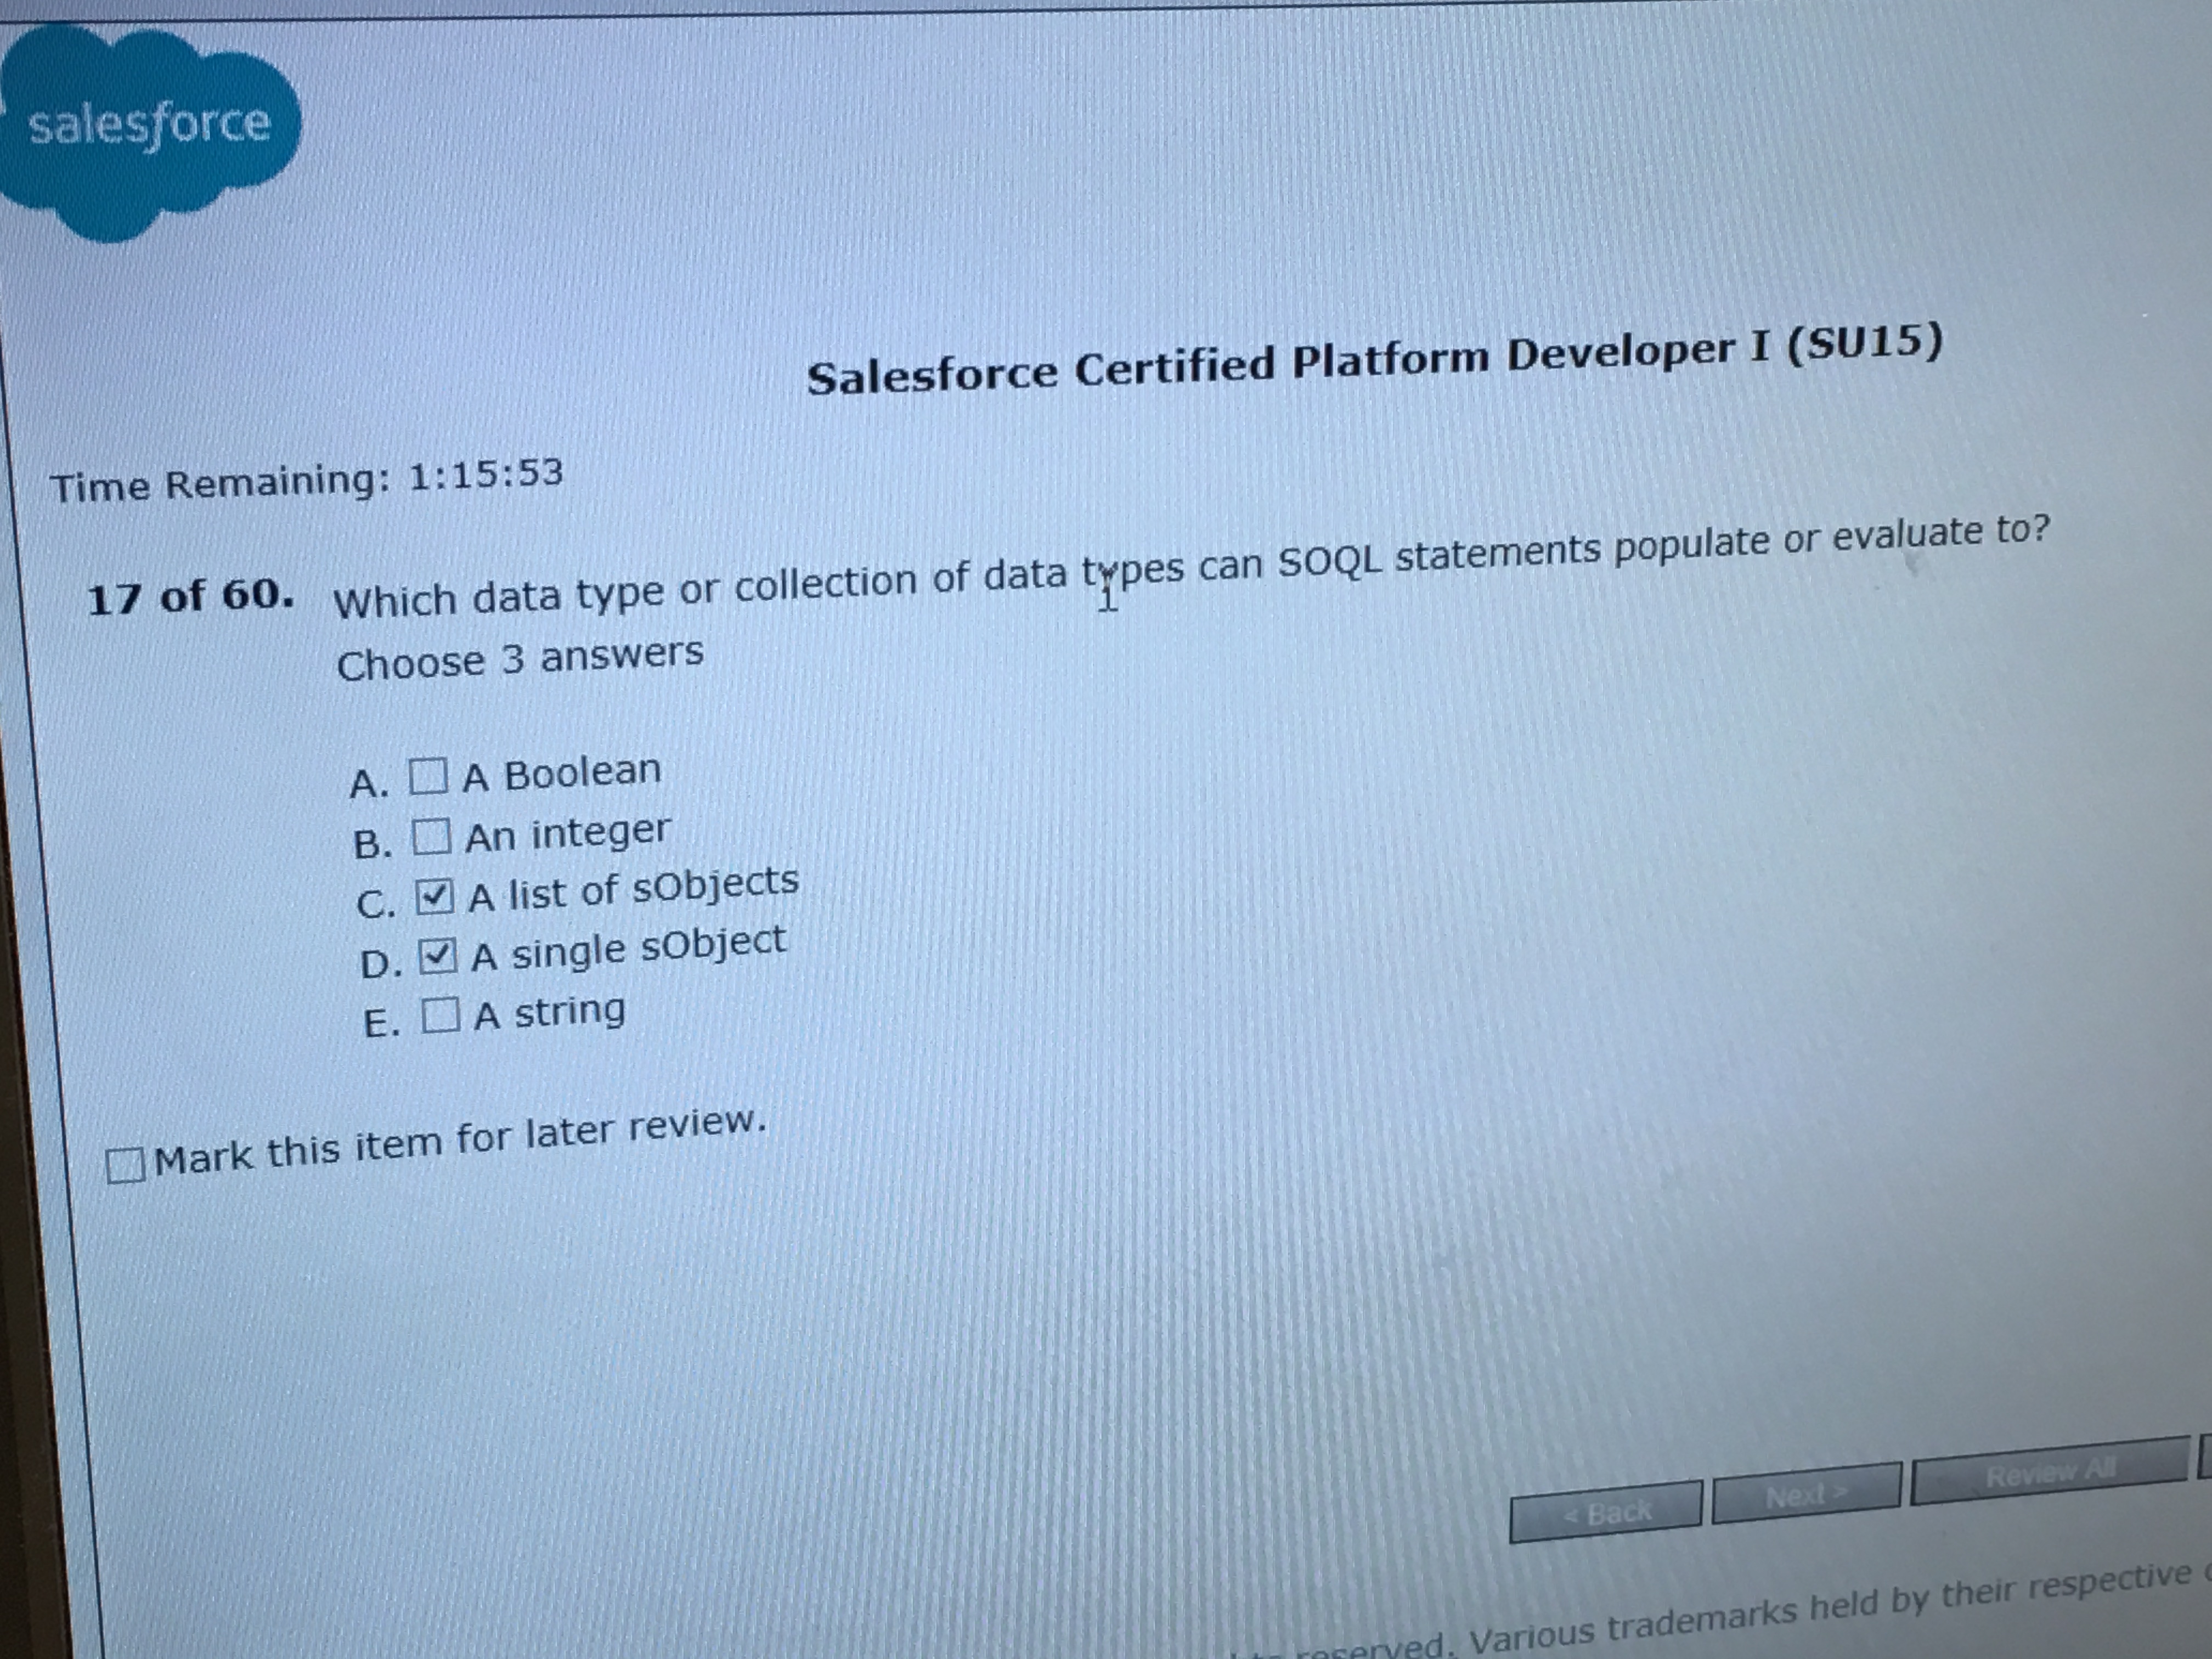 salesforce
Salesforce Certified Platform Developer I (SU15)
Time Remaining: 1:15:53
17 of 60. Which data type or collection of data types can SOQL statements populate or evaluate to?
Choose 3 answers
A. A Boolean
B. An integer
C. A list of sObjects
D. A single sObject
E. A string
Mark this item for later review.
< Back Next > Review All
reserved. Various trademarks held by their respective